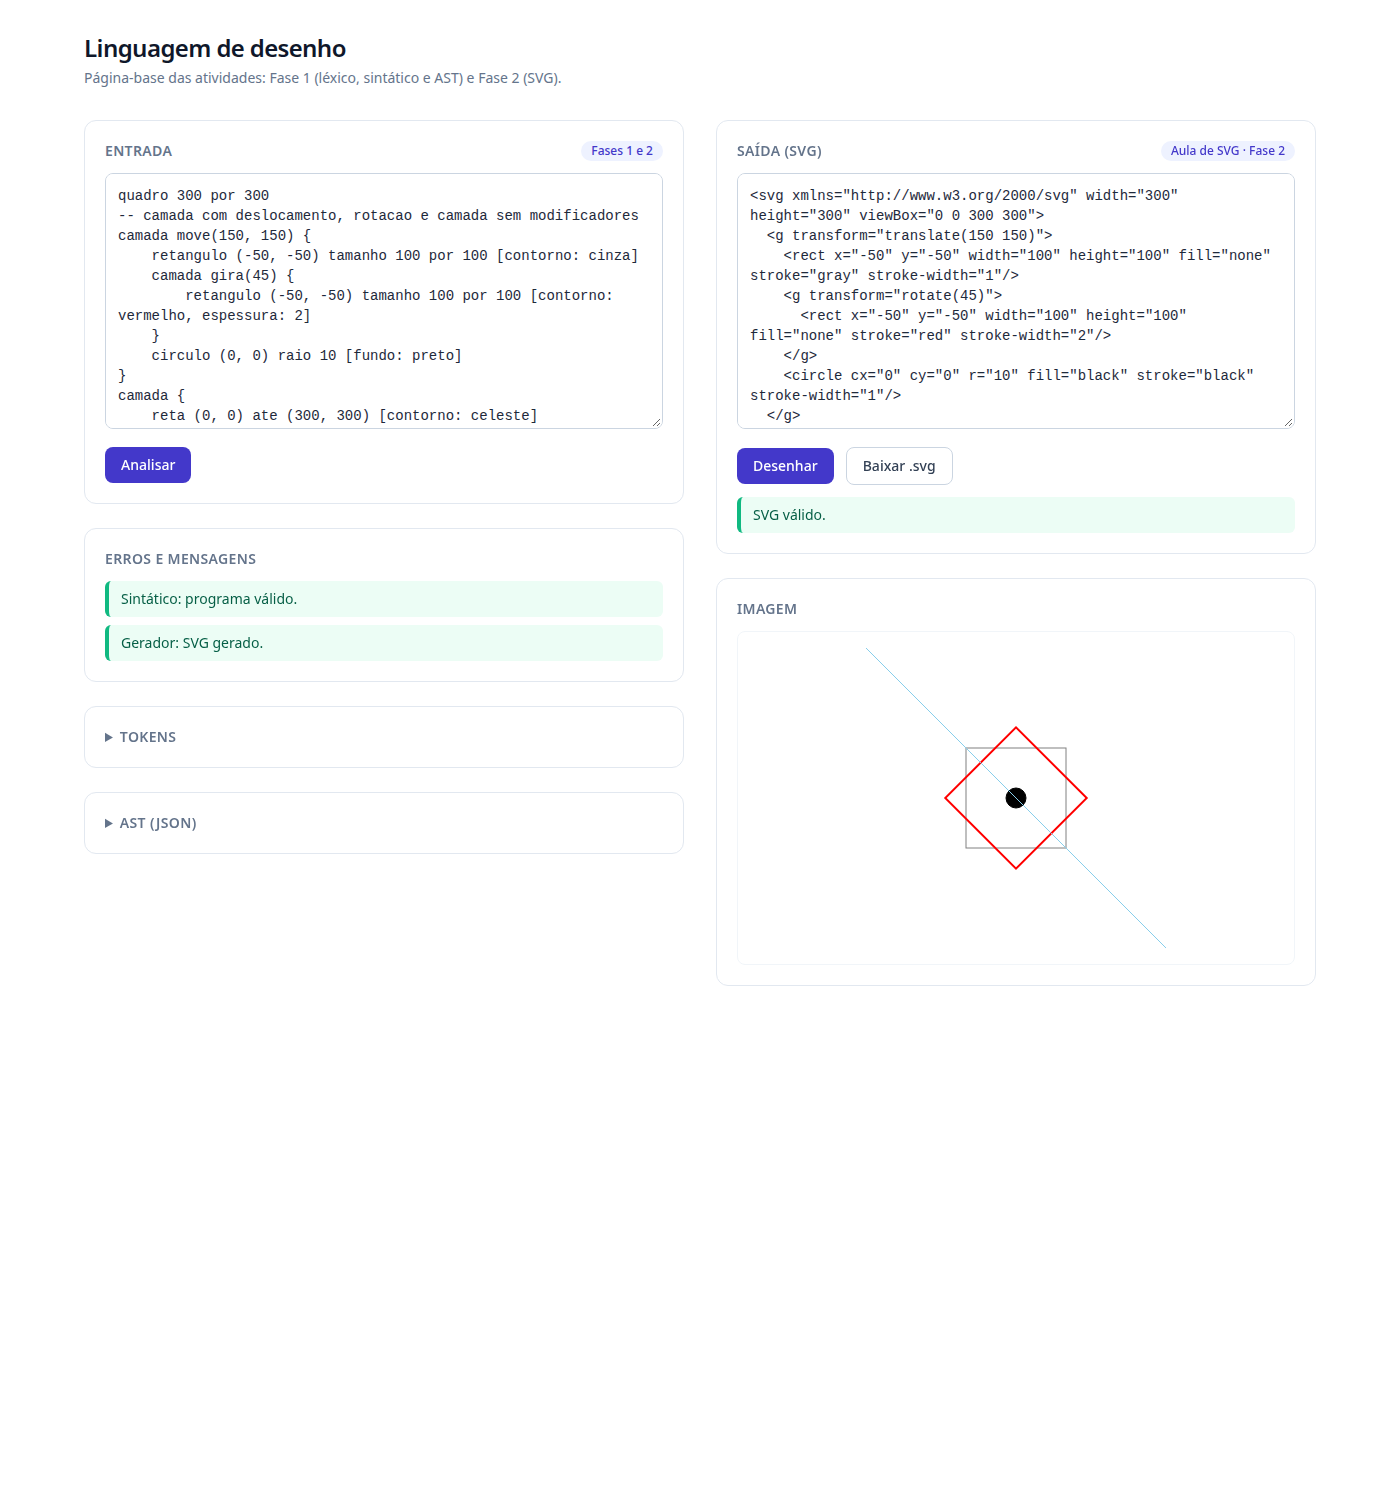 Linguagem de desenho
Página-base das atividades: Fase 1 (léxico, sintático e AST) e Fase 2 (SVG).
ENTRADA
Fases 1 e 2
quadro 300 por 300
-- camada com deslocamento, rotacao e camada sem modificadores
camada move(150, 150) {
    retangulo (-50, -50) tamanho 100 por 100 [contorno: cinza]
    camada gira(45) {
        retangulo (-50, -50) tamanho 100 por 100 [contorno:
vermelho, espessura: 2]
    }
    circulo (0, 0) raio 10 [fundo: preto]
}
camada {
    reta (0, 0) ate (300, 300) [contorno: celeste]
Analisar
ERROS E MENSAGENS
Sintático: programa válido.
Gerador: SVG gerado.
TOKENS
AST (JSON)
SAÍDA (SVG)
Aula de SVG · Fase 2
<svg xmlns="http://www.w3.org/2000/svg" width="300"
height="300" viewBox="0 0 300 300">
  <g transform="translate(150 150)">
    <rect x="-50" y="-50" width="100" height="100" fill="none"
stroke="gray" stroke-width="1"/>
    <g transform="rotate(45)">
      <rect x="-50" y="-50" width="100" height="100"
fill="none" stroke="red" stroke-width="2"/>
    </g>
    <circle cx="0" cy="0" r="10" fill="black" stroke="black"
stroke-width="1"/>
  </g>
Desenhar
Baixar .svg
SVG válido.
IMAGEM